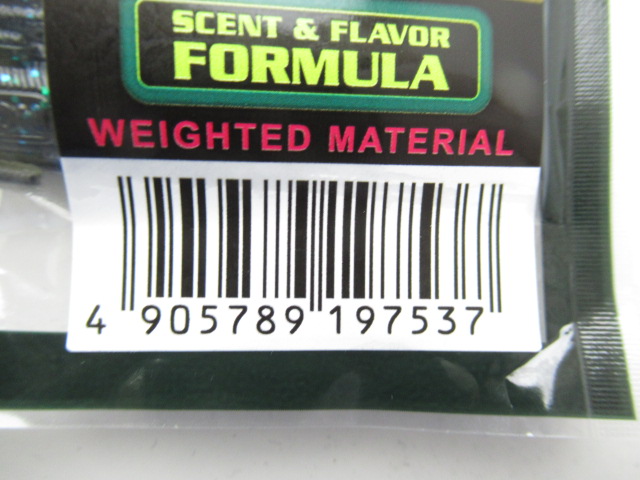 SCENT & FLAVOR
FORMULA
WEIGHTED MATERIAL
4 905789 197537